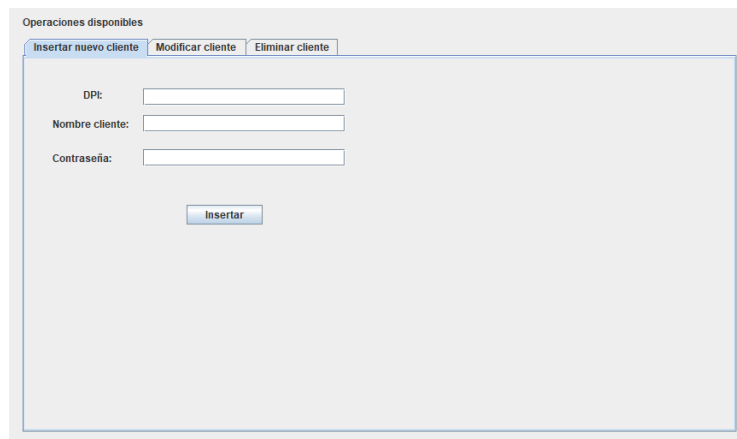 Operaciones disponibles
Insertar nuevo cliente Modificar cliente Eliminar cliente
DPI:
Nombre cliente:
Contraseña:
Insertar